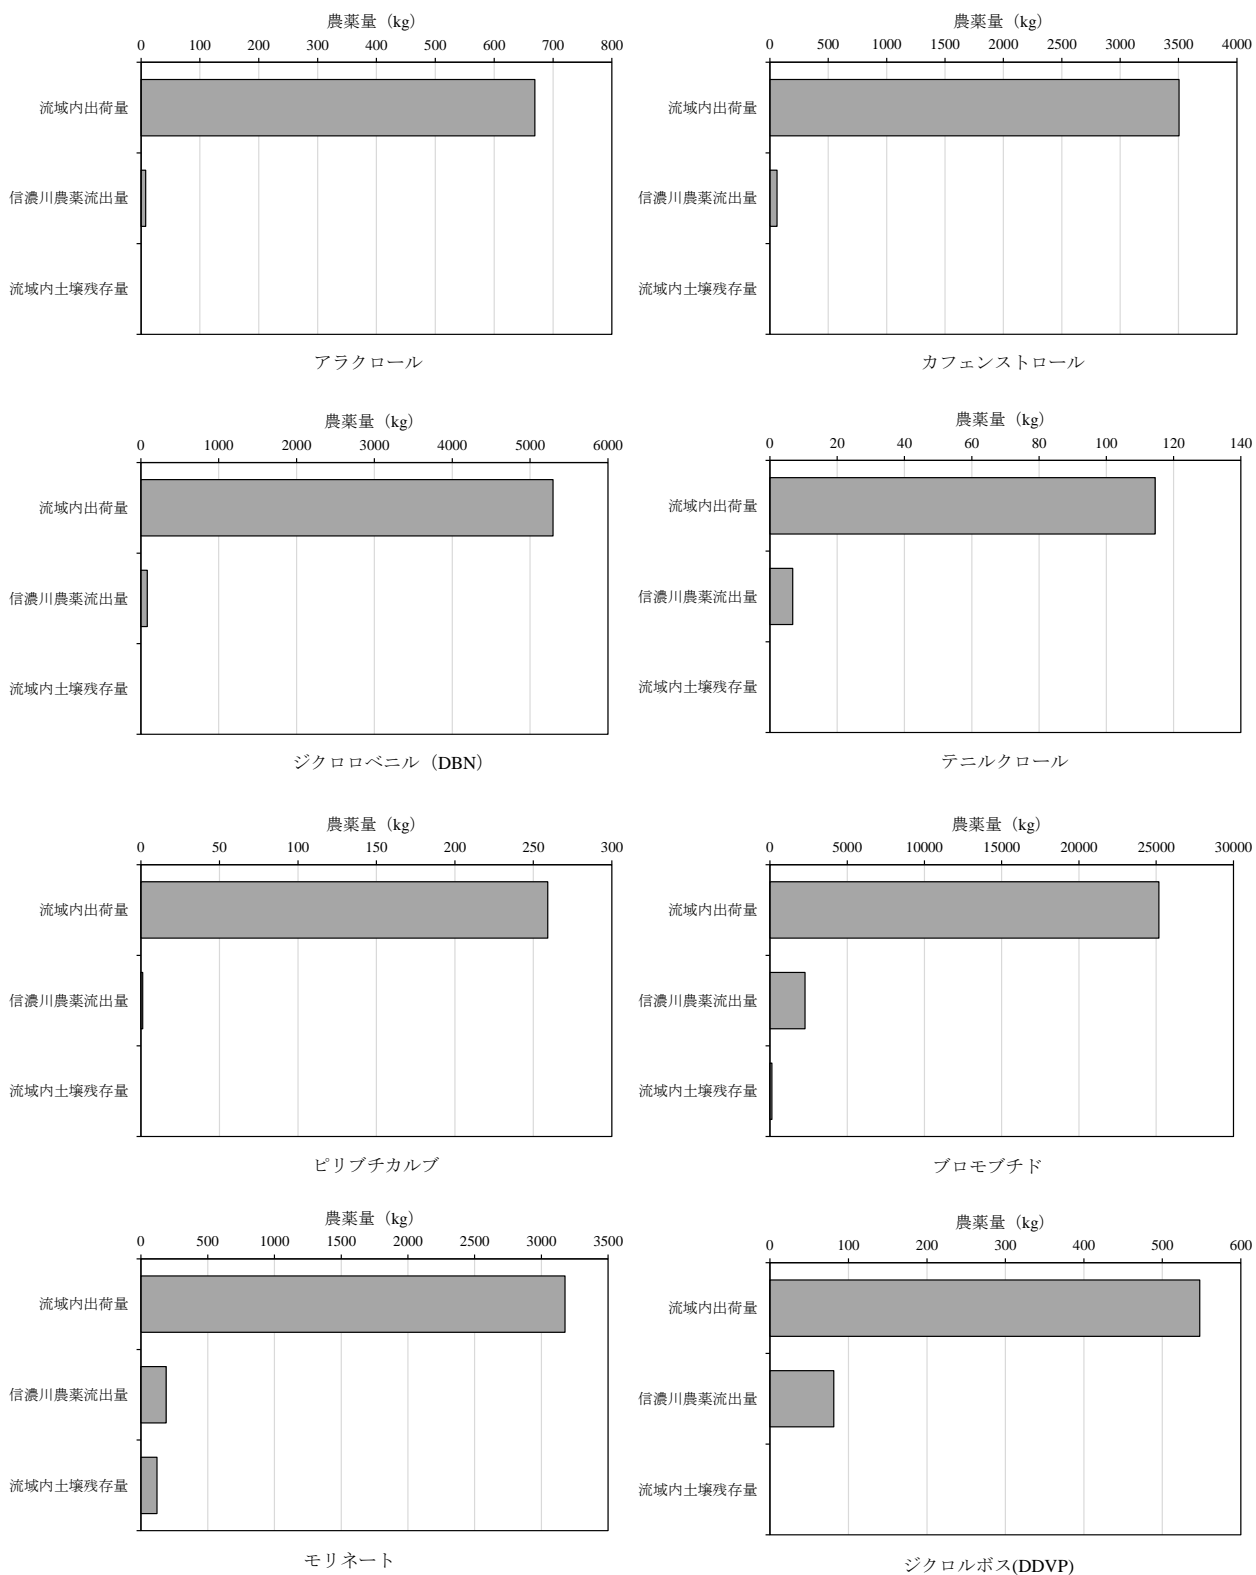 農薬量（kg）
0 100 200 300 400 500 600 700 800
流域内出荷量
信濃川農薬流出量
流域内土壌残存量
アラクロール
農薬量（kg）
0 500 1000 1500 2000 2500 3000 3500 4000
流域内出荷量
信濃川農薬流出量
流域内土壌残存量
カフェンストロール
農薬量（kg）
0 1000 2000 3000 4000 5000 6000
流域内出荷量
信濃川農薬流出量
流域内土壌残存量
ジクロロベニル（DBN）
農薬量（kg）
0 20 40 60 80 100 120 140
流域内出荷量
信濃川農薬流出量
流域内土壌残存量
テニルクロール
農薬量（kg）
0 50 100 150 200 250 300
流域内出荷量
信濃川農薬流出量
流域内土壌残存量
ピリブチカルブ
農薬量（kg）
0 5000 10000 15000 20000 25000 30000
流域内出荷量
信濃川農薬流出量
流域内土壌残存量
ブロモブチド
農薬量（kg）
0 500 1000 1500 2000 2500 3000 3500
流域内出荷量
信濃川農薬流出量
流域内土壌残存量
モリネート
農薬量（kg）
0 100 200 300 400 500 600
流域内出荷量
信濃川農薬流出量
流域内土壌残存量
ジクロルボス(DDVP)